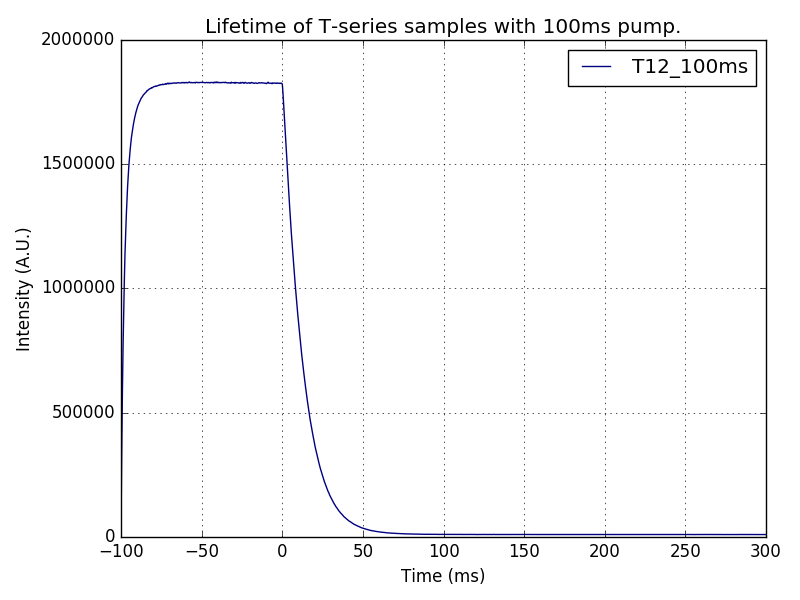 Lifetime of T-series samples with 100ms pump.
2000000
T12_100ms
1500000
Intensity (A.U.)
1000000
500000
0
−100 −50 0 50 100 150 200 250 300
Time (ms)